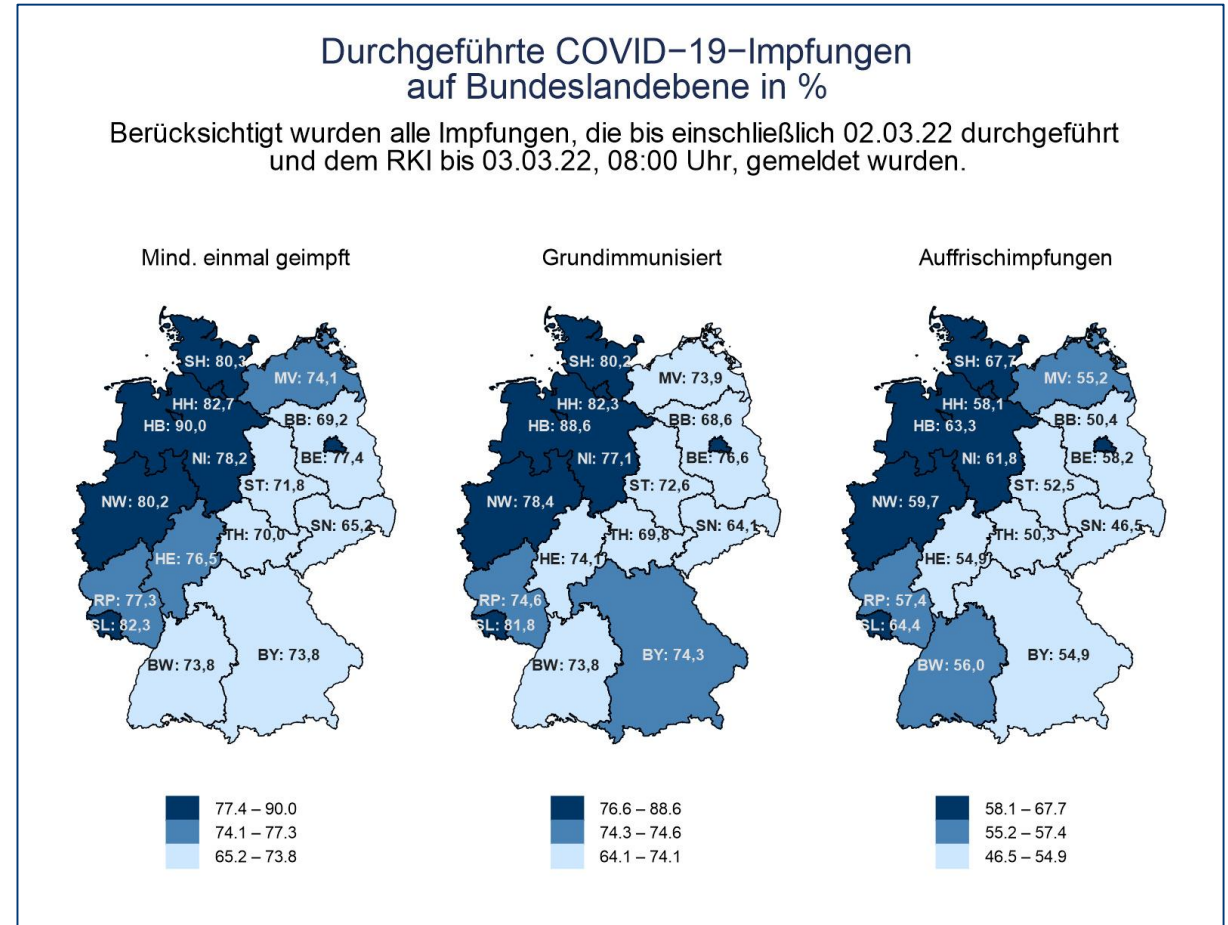 Durchgeführte COVID−19−Impfungen
auf Bundeslandebene in %
Berücksichtigt wurden alle Impfungen, die bis einschließlich 02.03.22 durchgeführt
und dem RKI bis 03.03.22, 08:00 Uhr, gemeldet wurden.
Mind. einmal geimpft
SH: 80,3
MV: 74,1
HH: 82,7
BB: 69,2
HB: 90,0
NI: 78,2
BE: 77,4
ST: 71,8
NW: 80,2
SN: 65,2
TH: 70,0
HE: 76,5
RP: 77,3
SL: 82,3
BW: 73,8
BY: 73,8
77.4 – 90.0
74.1 – 77.3
65.2 – 73.8
Grundimmunisiert
SH: 80,2
MV: 73,9
HH: 82,3
BB: 68,6
HB: 88,6
NI: 77,1
BE: 76,6
ST: 72,6
NW: 78,4
SN: 64,1
TH: 69,8
HE: 74,1
RP: 74,6
SL: 81,8
BW: 73,8
BY: 74,3
76.6 – 88.6
74.3 – 74.6
64.1 – 74.1
Auffrischimpfungen
SH: 67,7
MV: 55,2
HH: 58,1
BB: 50,4
HB: 63,3
NI: 61,8
BE: 58,2
ST: 52,5
NW: 59,7
SN: 46,5
TH: 50,3
HE: 54,9
RP: 57,4
SL: 64,4
BW: 56,0
BY: 54,9
58.1 – 67.7
55.2 – 57.4
46.5 – 54.9